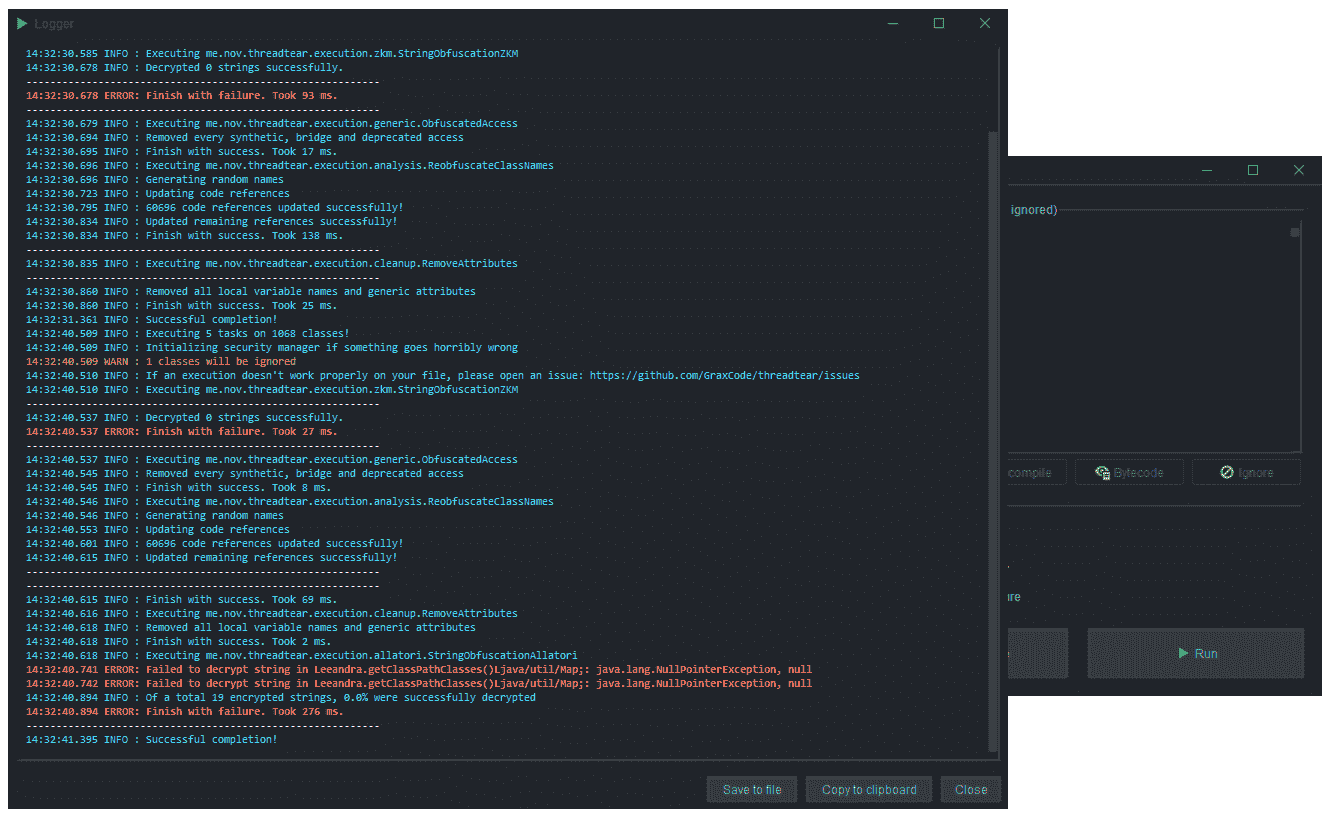 Logger
14:32:30.585 INFO : Executing me.nov.threadtear.execution.zkm.StringObfuscationZKM
14:32:30.678 INFO : Decrypted 0 strings successfully.
-----------------------------------------------------------
14:32:30.678 ERROR: Finish with failure. Took 93 ms.
-----------------------------------------------------------
14:32:30.679 INFO : Executing me.nov.threadtear.execution.generic.ObfuscatedAccess
14:32:30.694 INFO : Removed every synthetic, bridge and deprecated access
14:32:30.695 INFO : Finish with success. Took 17 ms.
14:32:30.696 INFO : Executing me.nov.threadtear.execution.analysis.ReobfuscateClassNames
14:32:30.696 INFO : Generating random names
14:32:30.723 INFO : Updating code references
14:32:30.795 INFO : 60696 code references updated successfully!
14:32:30.834 INFO : Updated remaining references successfully!
14:32:30.834 INFO : Finish with success. Took 138 ms.
-----------------------------------------------------------
14:32:30.835 INFO : Executing me.nov.threadtear.execution.cleanup.RemoveAttributes
-----------------------------------------------------------
14:32:30.860 INFO : Removed all local variable names and generic attributes
14:32:30.860 INFO : Finish with success. Took 25 ms.
14:32:31.361 INFO : Successful completion!
14:32:40.509 INFO : Executing 5 tasks on 1068 classes!
14:32:40.509 INFO : Initializing security manager if something goes horribly wrong
14:32:40.509 WARN : 1 classes will be ignored
14:32:40.510 INFO : If an execution doesn't work properly on your file, please open an issue: https://github.com/GraxCode/threadtear/issues
14:32:40.510 INFO : Executing me.nov.threadtear.execution.zkm.StringObfuscationZKM
-----------------------------------------------------------
14:32:40.537 INFO : Decrypted 0 strings successfully.
14:32:40.537 ERROR: Finish with failure. Took 27 ms.
-----------------------------------------------------------
14:32:40.537 INFO : Executing me.nov.threadtear.execution.generic.ObfuscatedAccess
14:32:40.545 INFO : Removed every synthetic, bridge and deprecated access
14:32:40.545 INFO : Finish with success. Took 8 ms.
14:32:40.546 INFO : Executing me.nov.threadtear.execution.analysis.ReobfuscateClassNames
14:32:40.546 INFO : Generating random names
14:32:40.553 INFO : Updating code references
14:32:40.601 INFO : 60696 code references updated successfully!
14:32:40.615 INFO : Updated remaining references successfully!
-----------------------------------------------------------
-----------------------------------------------------------
14:32:40.615 INFO : Finish with success. Took 69 ms.
14:32:40.616 INFO : Executing me.nov.threadtear.execution.cleanup.RemoveAttributes
14:32:40.618 INFO : Removed all local variable names and generic attributes
14:32:40.618 INFO : Finish with success. Took 2 ms.
14:32:40.618 INFO : Executing me.nov.threadtear.execution.allatori.StringObfuscationAllatori
14:32:40.741 ERROR: Failed to decrypt string in Leeandra.getClassPathClasses()Ljava/util/Map;: java.lang.NullPointerException, null
14:32:40.742 ERROR: Failed to decrypt string in Leeandra.getClassPathClasses()Ljava/util/Map;: java.lang.NullPointerException, null
14:32:40.894 INFO : Of a total 19 encrypted strings, 0.0% were successfully decrypted
14:32:40.894 ERROR: Finish with failure. Took 276 ms.
-----------------------------------------------------------
14:32:41.395 INFO : Successful completion!
Save to file Copy to clipboard Close
ignored)
compile Bytecode Ignore
ure
Run